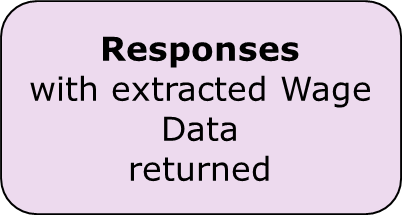 Responses
with extracted Wage
Data
returned